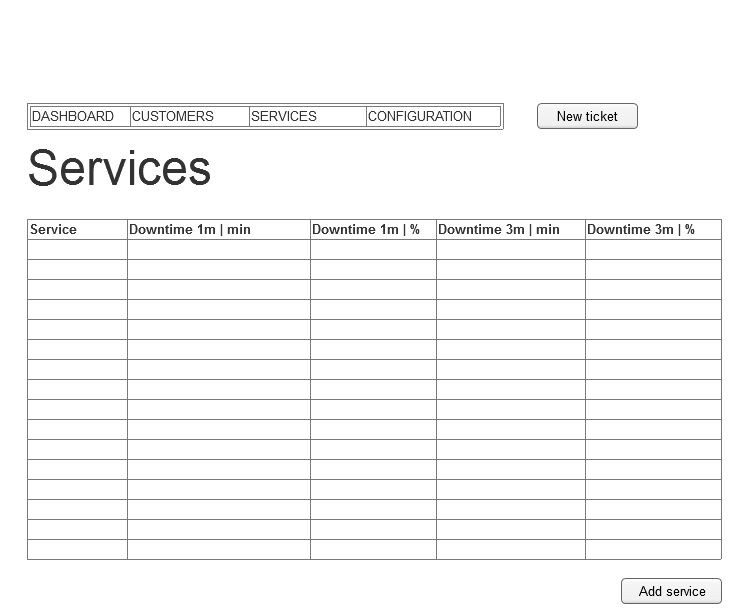 DASHBOARD CUSTOMERS SERVICES CONFIGURATION New ticket
Services
Service Downtime 1m | min Downtime 1m | % Downtime 3m | min Downtime 3m | %
Add service